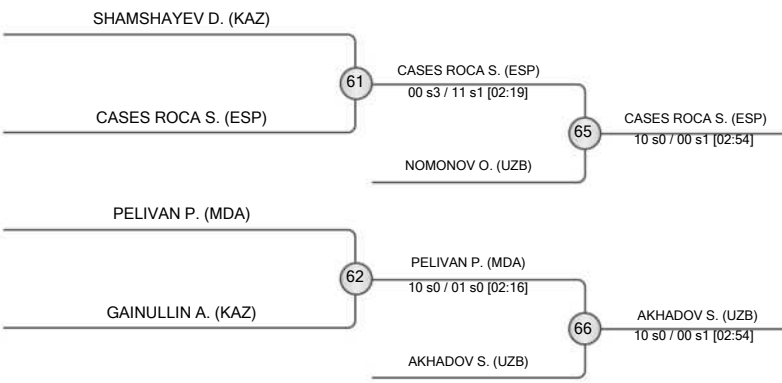 SHAMSHAYEV D. (KAZ)
61
CASES ROCA S. (ESP)
00 s3 / 11 s1 [02:19]
CASES ROCA S. (ESP)
65
CASES ROCA S. (ESP)
10 s0 / 00 s1 [02:54]
NOMONOV O. (UZB)
PELIVAN P. (MDA)
62
PELIVAN P. (MDA)
10 s0 / 01 s0 [02:16]
GAINULLIN A. (KAZ)
66
AKHADOV S. (UZB)
10 s0 / 00 s1 [02:54]
AKHADOV S. (UZB)